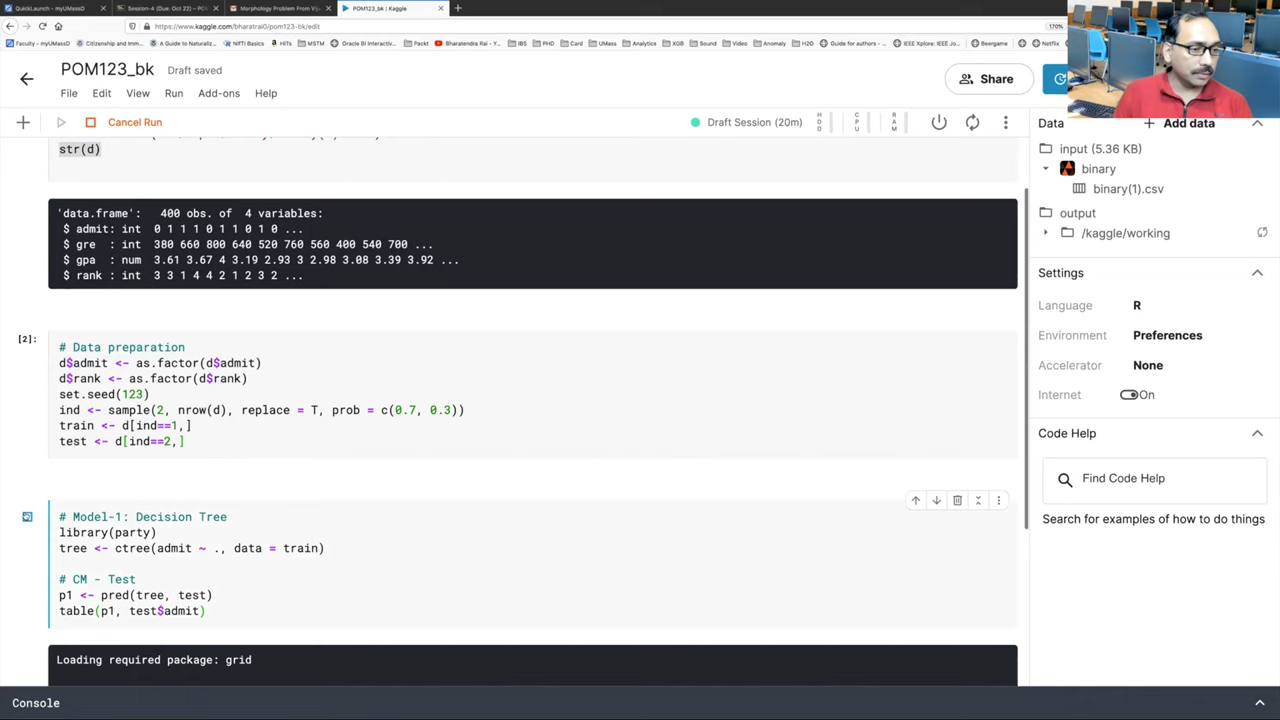 QuikLaunch - myUMassD
Session-4 (Due: Oct 22) - PC
Morphology Problem From Vij
POM123_bk | Kaggle
https://www.kaggle.com/bharatrai0/pom123-bk/edit
170%
Faculty - myUMassD
Citizenship and Imm...
A Guide to Naturaliz...
NifTI Basics
HITs
MSTM
Oracle BI Interactiv...
Packt
Bharatendra Rai - Y...
IBS
PHD
Card
UMass
Analytics
XGB
Sound
Video
Anomaly
H2O
Guide for authors - ...
IEEE Xplore: IEEE Jo...
Beergame
Netflix
POM123_bk
Draft saved
Share
File Edit View Run Add-ons Help
Cancel Run
Draft Session (20m)
HDD
CPU
RAM
str(d)
'data.frame': 400 obs. of 4 variables:
$ admit: int 0 1 1 1 0 1 1 0 1 0 ...
$ gre : int 380 660 800 640 520 760 560 400 540 700 ...
$ gpa : num 3.61 3.67 4 3.19 2.93 3 2.98 3.08 3.39 3.92 ...
$ rank : int 3 3 1 4 4 2 1 2 3 2 ...
[2]:
# Data preparation
d$admit <- as.factor(d$admit)
d$rank <- as.factor(d$rank)
set.seed(123)
ind <- sample(2, nrow(d), replace = T, prob = c(0.7, 0.3))
train <- d[ind==1,]
test <- d[ind==2,]
# Model-1: Decision Tree
library(party)
tree <- ctree(admit ~ ., data = train)
# CM - Test
p1 <- pred(tree, test)
table(p1, test$admit)
Loading required package: grid
Console
Data
Add data
input (5.36 KB)
binary
binary(1).csv
output
/kaggle/working
Settings
Language R
Environment Preferences
Accelerator None
Internet On
Code Help
Find Code Help
Search for examples of how to do things